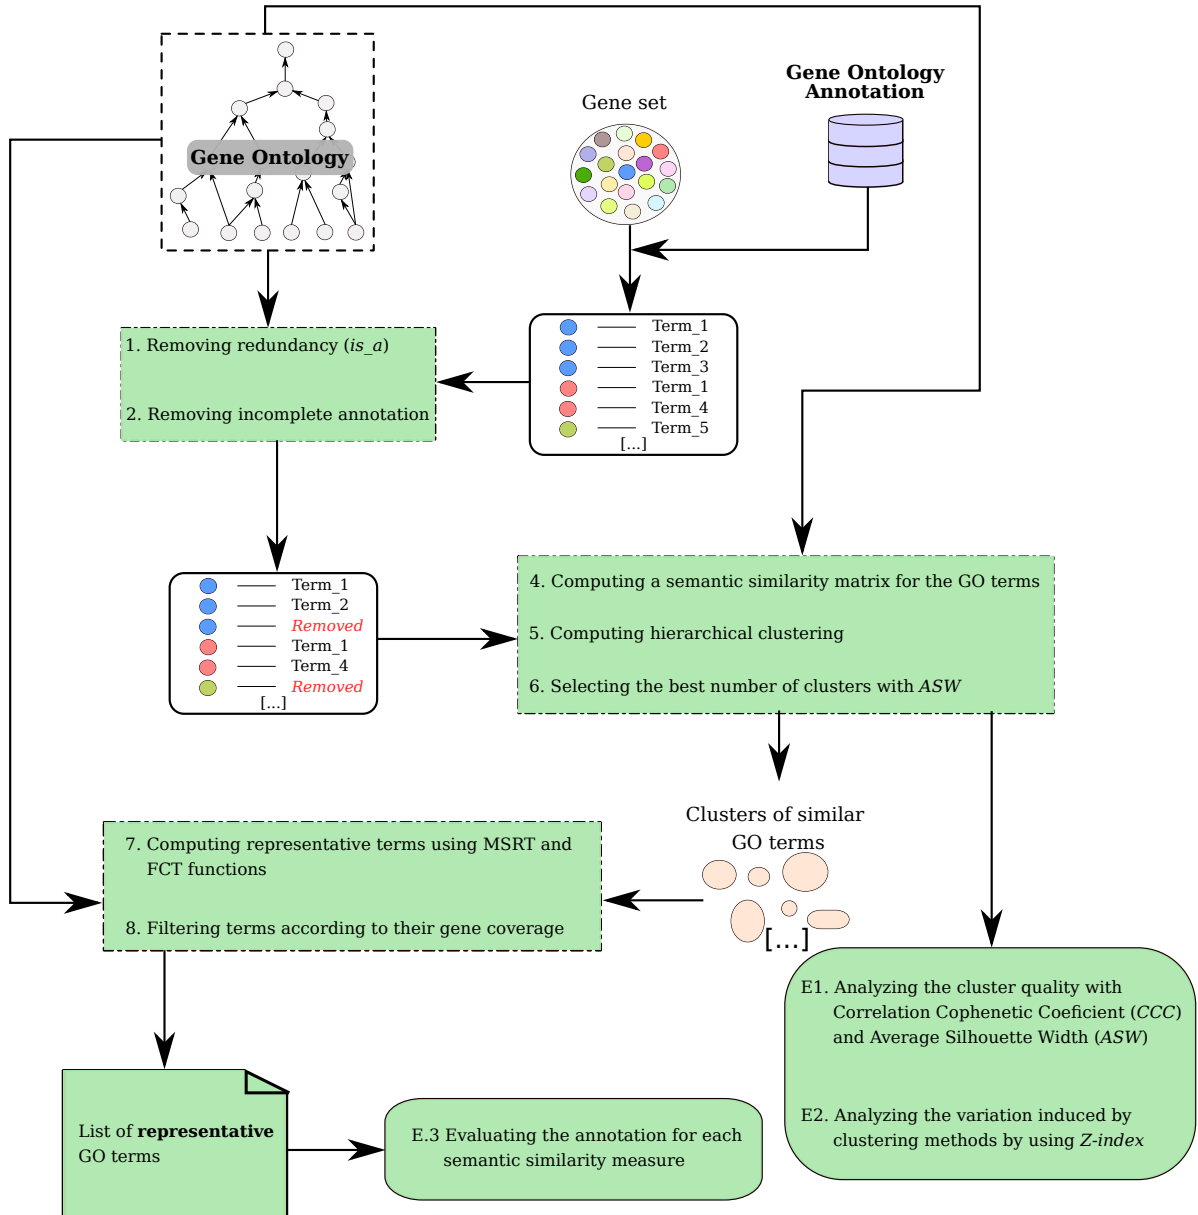 Gene Ontology
Annotation
Gene set
Gene Ontology
Term_1
Term_2
Term_3
Term_1
Term_4
Term_5
[...]
1. Removing redundancy (is_a)
2. Removing incomplete annotation
Term_1
Term_2
Removed
Term_1
Term_4
Removed
[...]
4. Computing a semantic similarity matrix for the GO terms
5. Computing hierarchical clustering
6. Selecting the best number of clusters with ASW
Clusters of similar
GO terms
[...]
7. Computing representative terms using MSRT and
FCT functions
8. Filtering terms according to their gene coverage
E1. Analyzing the cluster quality with
Correlation Cophenetic Coeficient (CCC)
and Average Silhouette Width (ASW)
E2. Analyzing the variation induced by
clustering methods by using Z-index
List of representative
GO terms
E.3 Evaluating the annotation for each
semantic similarity measure